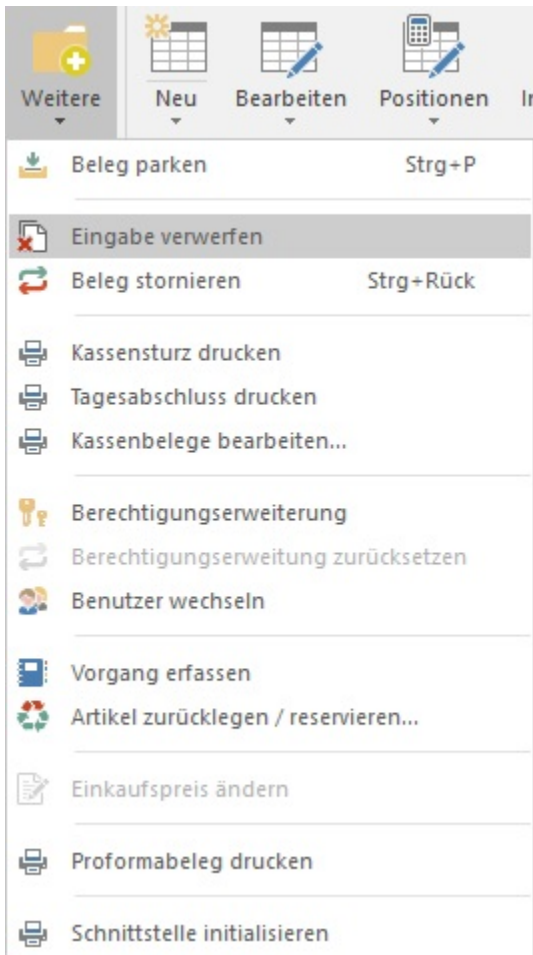 Weitere Neu Bearbeiten Positionen
Beleg parken Strg+P
Eingabe verwerfen
Beleg stornieren Strg+Rück
Kassensturz drucken
Tagesabschluss drucken
Kassenbelege bearbeiten...
Berechtigungserweiterung
Berechtigungserweitung zurücksetzen
Benutzer wechseln
Vorgang erfassen
Artikel zurücklegen / reservieren...
Einkaufspreis ändern
Proformabeleg drucken
Schnittstelle initialisieren